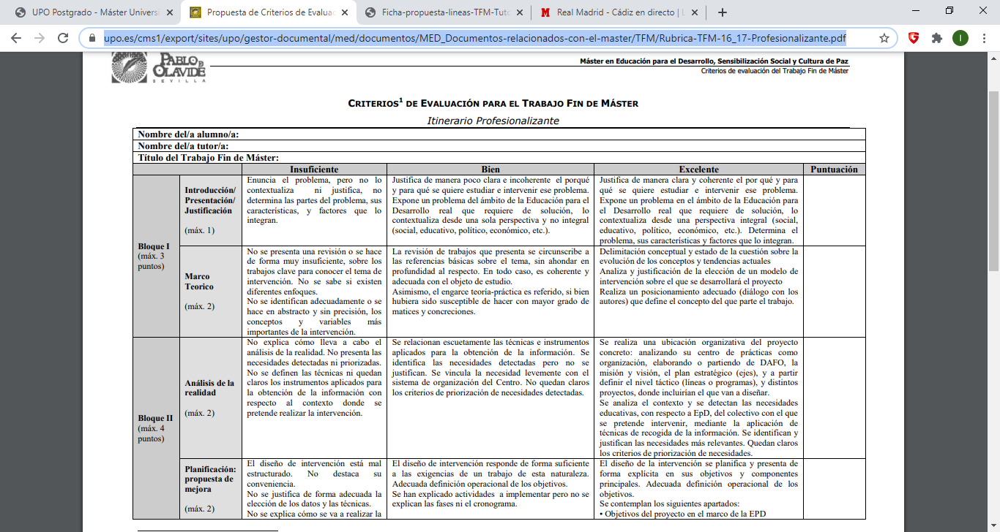 UPO Postgrado - Máster Universi
Propuesta de Criterios de Evaluac
Ficha-propuesta-lineas-TFM-Tuto
Real Madrid - Cádiz en directo | L
upo.es/cms1/export/sites/upo/gestor-documental/med/documentos/MED_Documentos-relacionados-con-el-master/TFM/Rubrica-TFM-16_17-Profesionalizante.pdf
I
PABLO DE
OLAVIDE
SEVILLA
Máster en Educación para el Desarrollo, Sensibilización Social y Cultura de Paz
Criterios de evaluación del Trabajo Fin de Máster
CRITERIOS1 DE EVALUACIÓN PARA EL TRABAJO FIN DE MÁSTER
Itinerario Profesionalizante
Nombre del/a alumno/a:
Nombre del/a tutor/a:
Título del Trabajo Fin de Máster:
Insuficiente
Bien
Excelente
Puntuación
Bloque I
(máx. 3
puntos)
Introducción/
Presentación/
Justificación
(máx. 1)
Enuncia el problema, pero no lo
contextualiza ni justifica, no
determina las partes del problema, sus
características, y factores que lo
integran.
Justifica de manera poco clara e incoherente el porqué
y para qué se quiere estudiar e intervenir ese problema.
Expone un problema del ámbito de la Educación para el
Desarrollo real que requiere de solución, lo
contextualiza desde una sola perspectiva y no integral
(social, educativo, político, económico, etc.).
Justifica de manera clara y coherente el por qué y para
qué se quiere estudiar e intervenir ese problema.
Expone un problema en el ámbito de la Educación para
el Desarrollo real que requiere de solución, lo
contextualiza desde una perspectiva integral (social,
educativo, político, económico, etc.). Determina el
problema, sus características y factores que lo integran.
Marco
Teorico
(máx. 2)
No se presenta una revisión o se hace
de forma muy insuficiente, sobre los
trabajos clave para conocer el tema de
intervención. No se sabe si existen
diferentes enfoques.
No se identifican adecuadamente o se
hace en abstracto y sin precisión, los
conceptos y variables más
importantes de la intervención.
La revisión de trabajos que presenta se circunscribe a
las referencias básicas sobre el tema, sin ahondar en
profundidad al respecto. En todo caso, es coherente y
adecuada con el objeto de estudio.
Asimismo, el engarce teoría-práctica es referido, si bien
hubiera sido susceptible de hacer con mayor grado de
matices y concreciones.
Delimitación conceptual y estado de la cuestión sobre la
evolución de los conceptos y tendencias actuales
Analiza y justificación de la elección de un modelo de
intervención sobre el que se desarrollará el proyecto
Realiza un posicionamiento adecuado (diálogo con los
autores) que define el concepto del que parte el trabajo.
Bloque II
(máx. 4
puntos)
Análisis de la
realidad
(máx. 2)
No explica cómo lleva a cabo el
análisis de la realidad. No presenta las
necesidades detectadas ni priorizadas.
No se definen las técnicas ni quedan
claros los instrumentos aplicados para
la obtención de la información con
respecto al contexto donde se
pretende realizar la intervención.
Se relacionan escuetamente las técnicas e instrumentos
aplicados para la obtención de la información. Se
identifica las necesidades detectadas pero no se
justifican. Se vincula la necesidad levemente con el
sistema de organización del Centro. No quedan claros
los criterios de priorización de necesidades detectadas.
Se realiza una ubicación organizativa del proyecto
concreto: analizando su centro de prácticas como
organización, elaborando o partiendo de DAFO, la
misión y visión, el plan estratégico (ejes), y a partir
definir el nivel táctico (líneas o programas), y distintos
proyectos, donde incluirían el que van a diseñar.
Se analiza el contexto y se detectan las necesidades
educativas, con respecto a EpD, del colectivo con el que
se pretende intervenir, mediante la aplicación de
técnicas de recogida de la información. Se identifican y
justifican las necesidades más relevantes. Quedan claros
los criterios de priorización de necesidades.
Planificación:
propuesta de
mejora
(máx. 2)
El diseño de intervención está mal
estructurado. No destaca su
conveniencia.
No se justifica de forma adecuada la
elección de los datos y las técnicas.
No se explica cómo se va a realizar la
El diseño de intervención responde de forma suficiente
a las exigencias de un trabajo de esta naturaleza.
Adecuada definición operacional de los objetivos.
Se han explicado actividades a implementar pero no se
explican las fases ni el cronograma.
El diseño de la intervención se planifica y presenta de
forma explícita en sus objetivos y componentes
principales. Adecuada definición operacional de los
objetivos.
Se contemplan los siguientes apartados:
• Objetivos del proyecto en el marco de la EPD